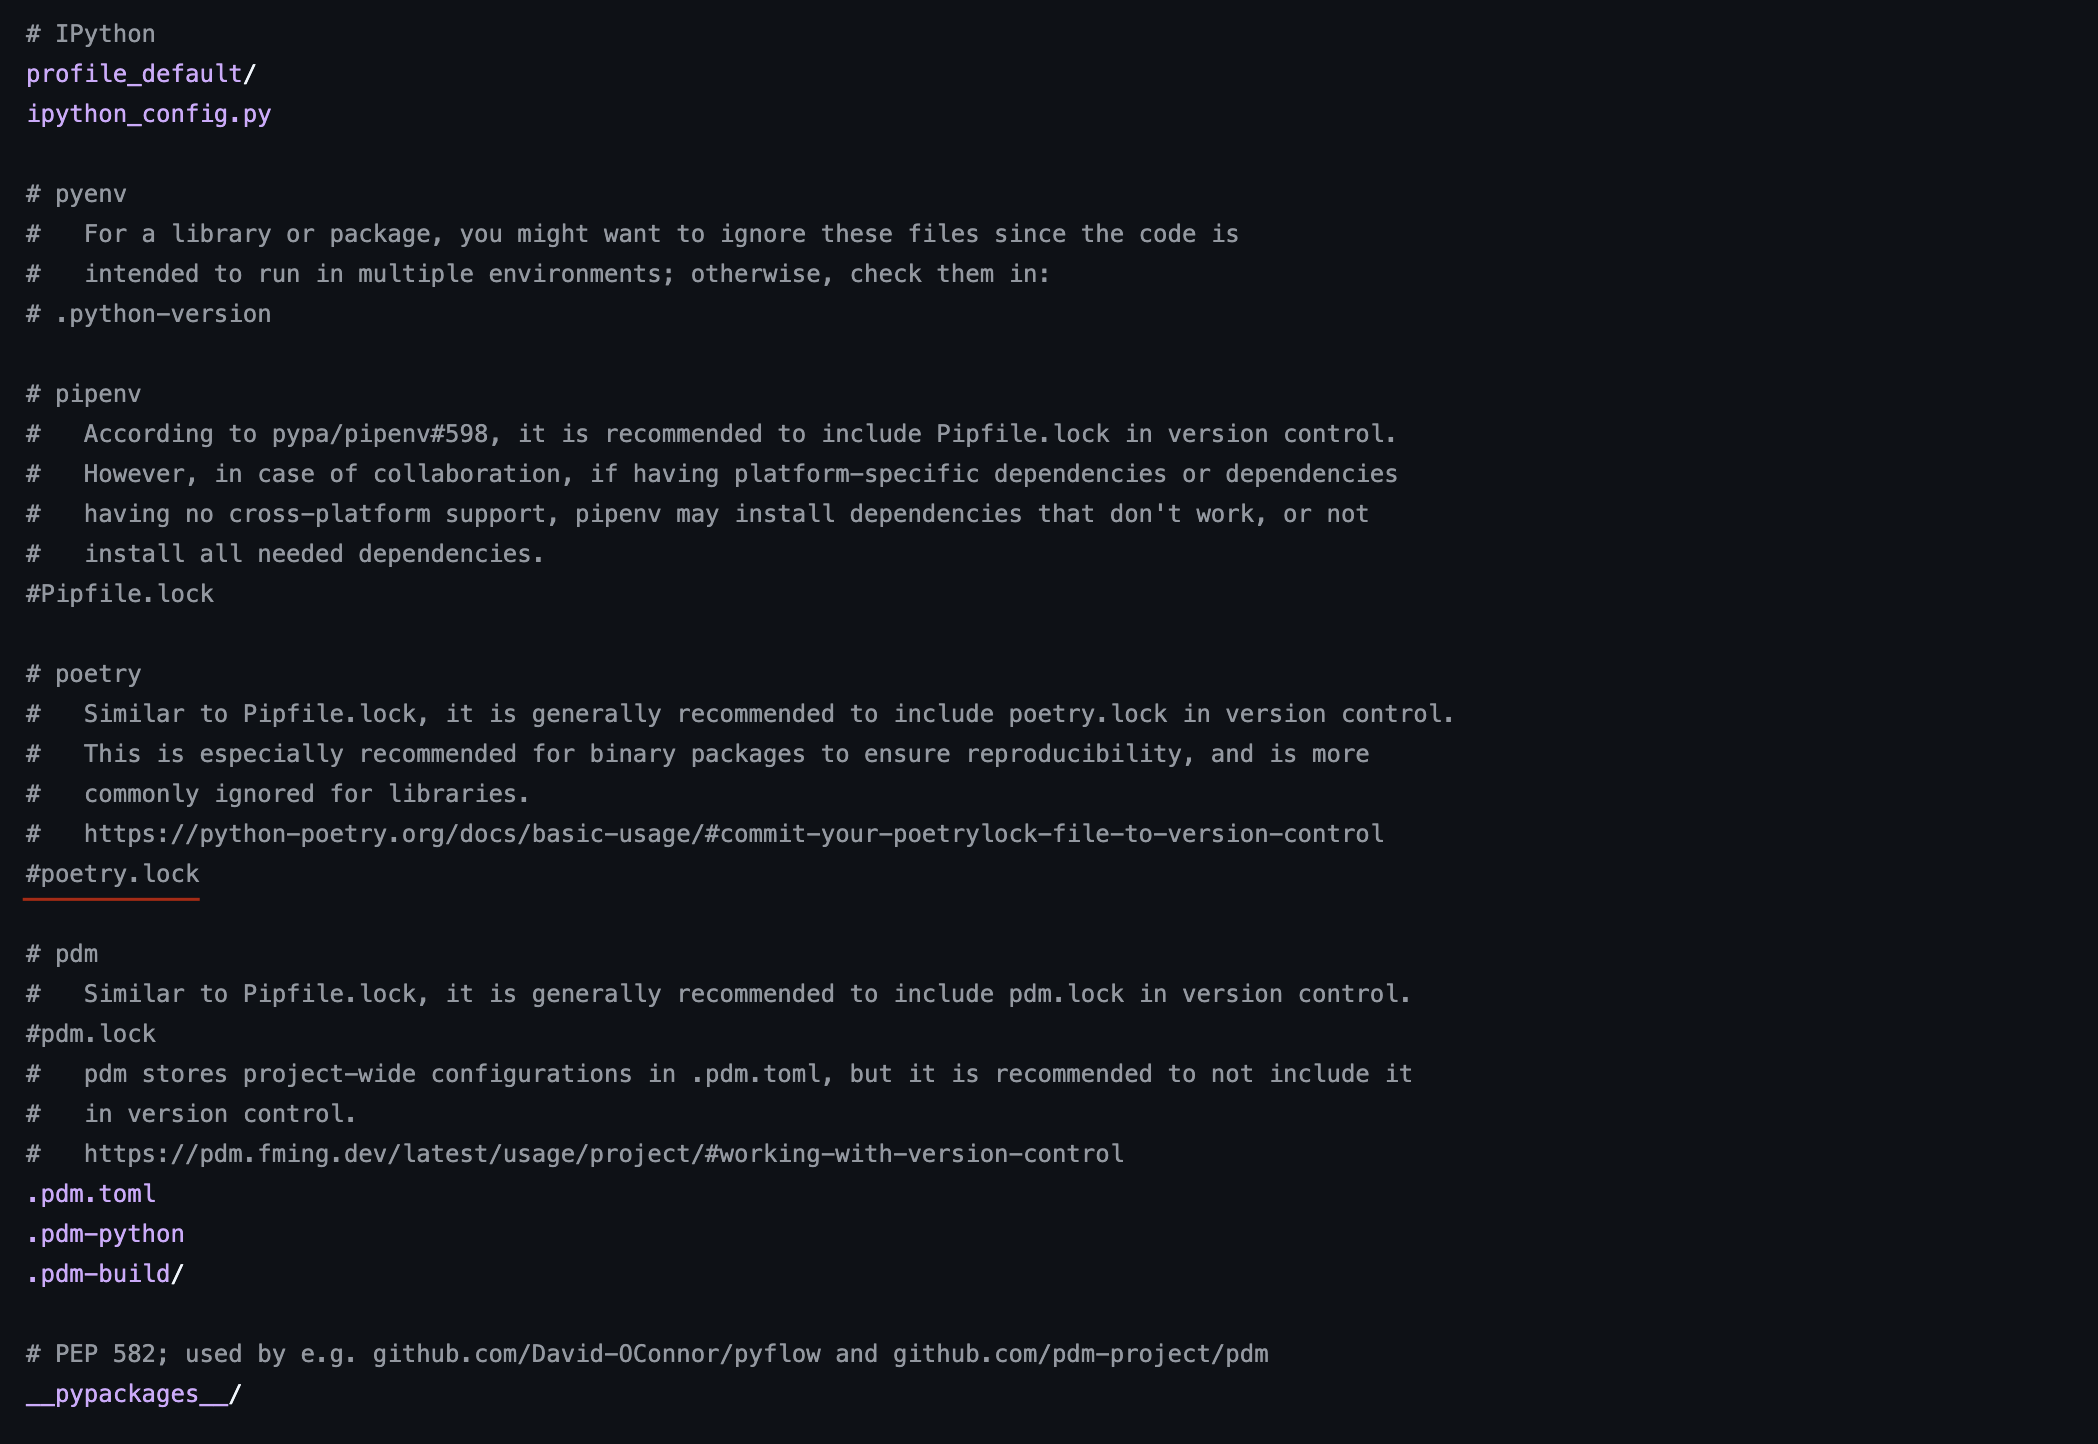 # IPython
profile_default/
ipython_config.py
# pyenv
#   For a library or package, you might want to ignore these files since the code is
#   intended to run in multiple environments; otherwise, check them in:
# .python-version
# pipenv
#   According to pypa/pipenv#598, it is recommended to include Pipfile.lock in version control.
#   However, in case of collaboration, if having platform-specific dependencies or dependencies
#   having no cross-platform support, pipenv may install dependencies that don't work, or not
#   install all needed dependencies.
#Pipfile.lock
# poetry
#   Similar to Pipfile.lock, it is generally recommended to include poetry.lock in version control.
#   This is especially recommended for binary packages to ensure reproducibility, and is more
#   commonly ignored for libraries.
#   https://python-poetry.org/docs/basic-usage/#commit-your-poetrylock-file-to-version-control
#poetry.lock
# pdm
#   Similar to Pipfile.lock, it is generally recommended to include pdm.lock in version control.
#pdm.lock
#   pdm stores project-wide configurations in .pdm.toml, but it is recommended to not include it
#   in version control.
#   https://pdm.fming.dev/latest/usage/project/#working-with-version-control
.pdm.toml
.pdm-python
.pdm-build/
# PEP 582; used by e.g. github.com/David-OConnor/pyflow and github.com/pdm-project/pdm
__pypackages__/